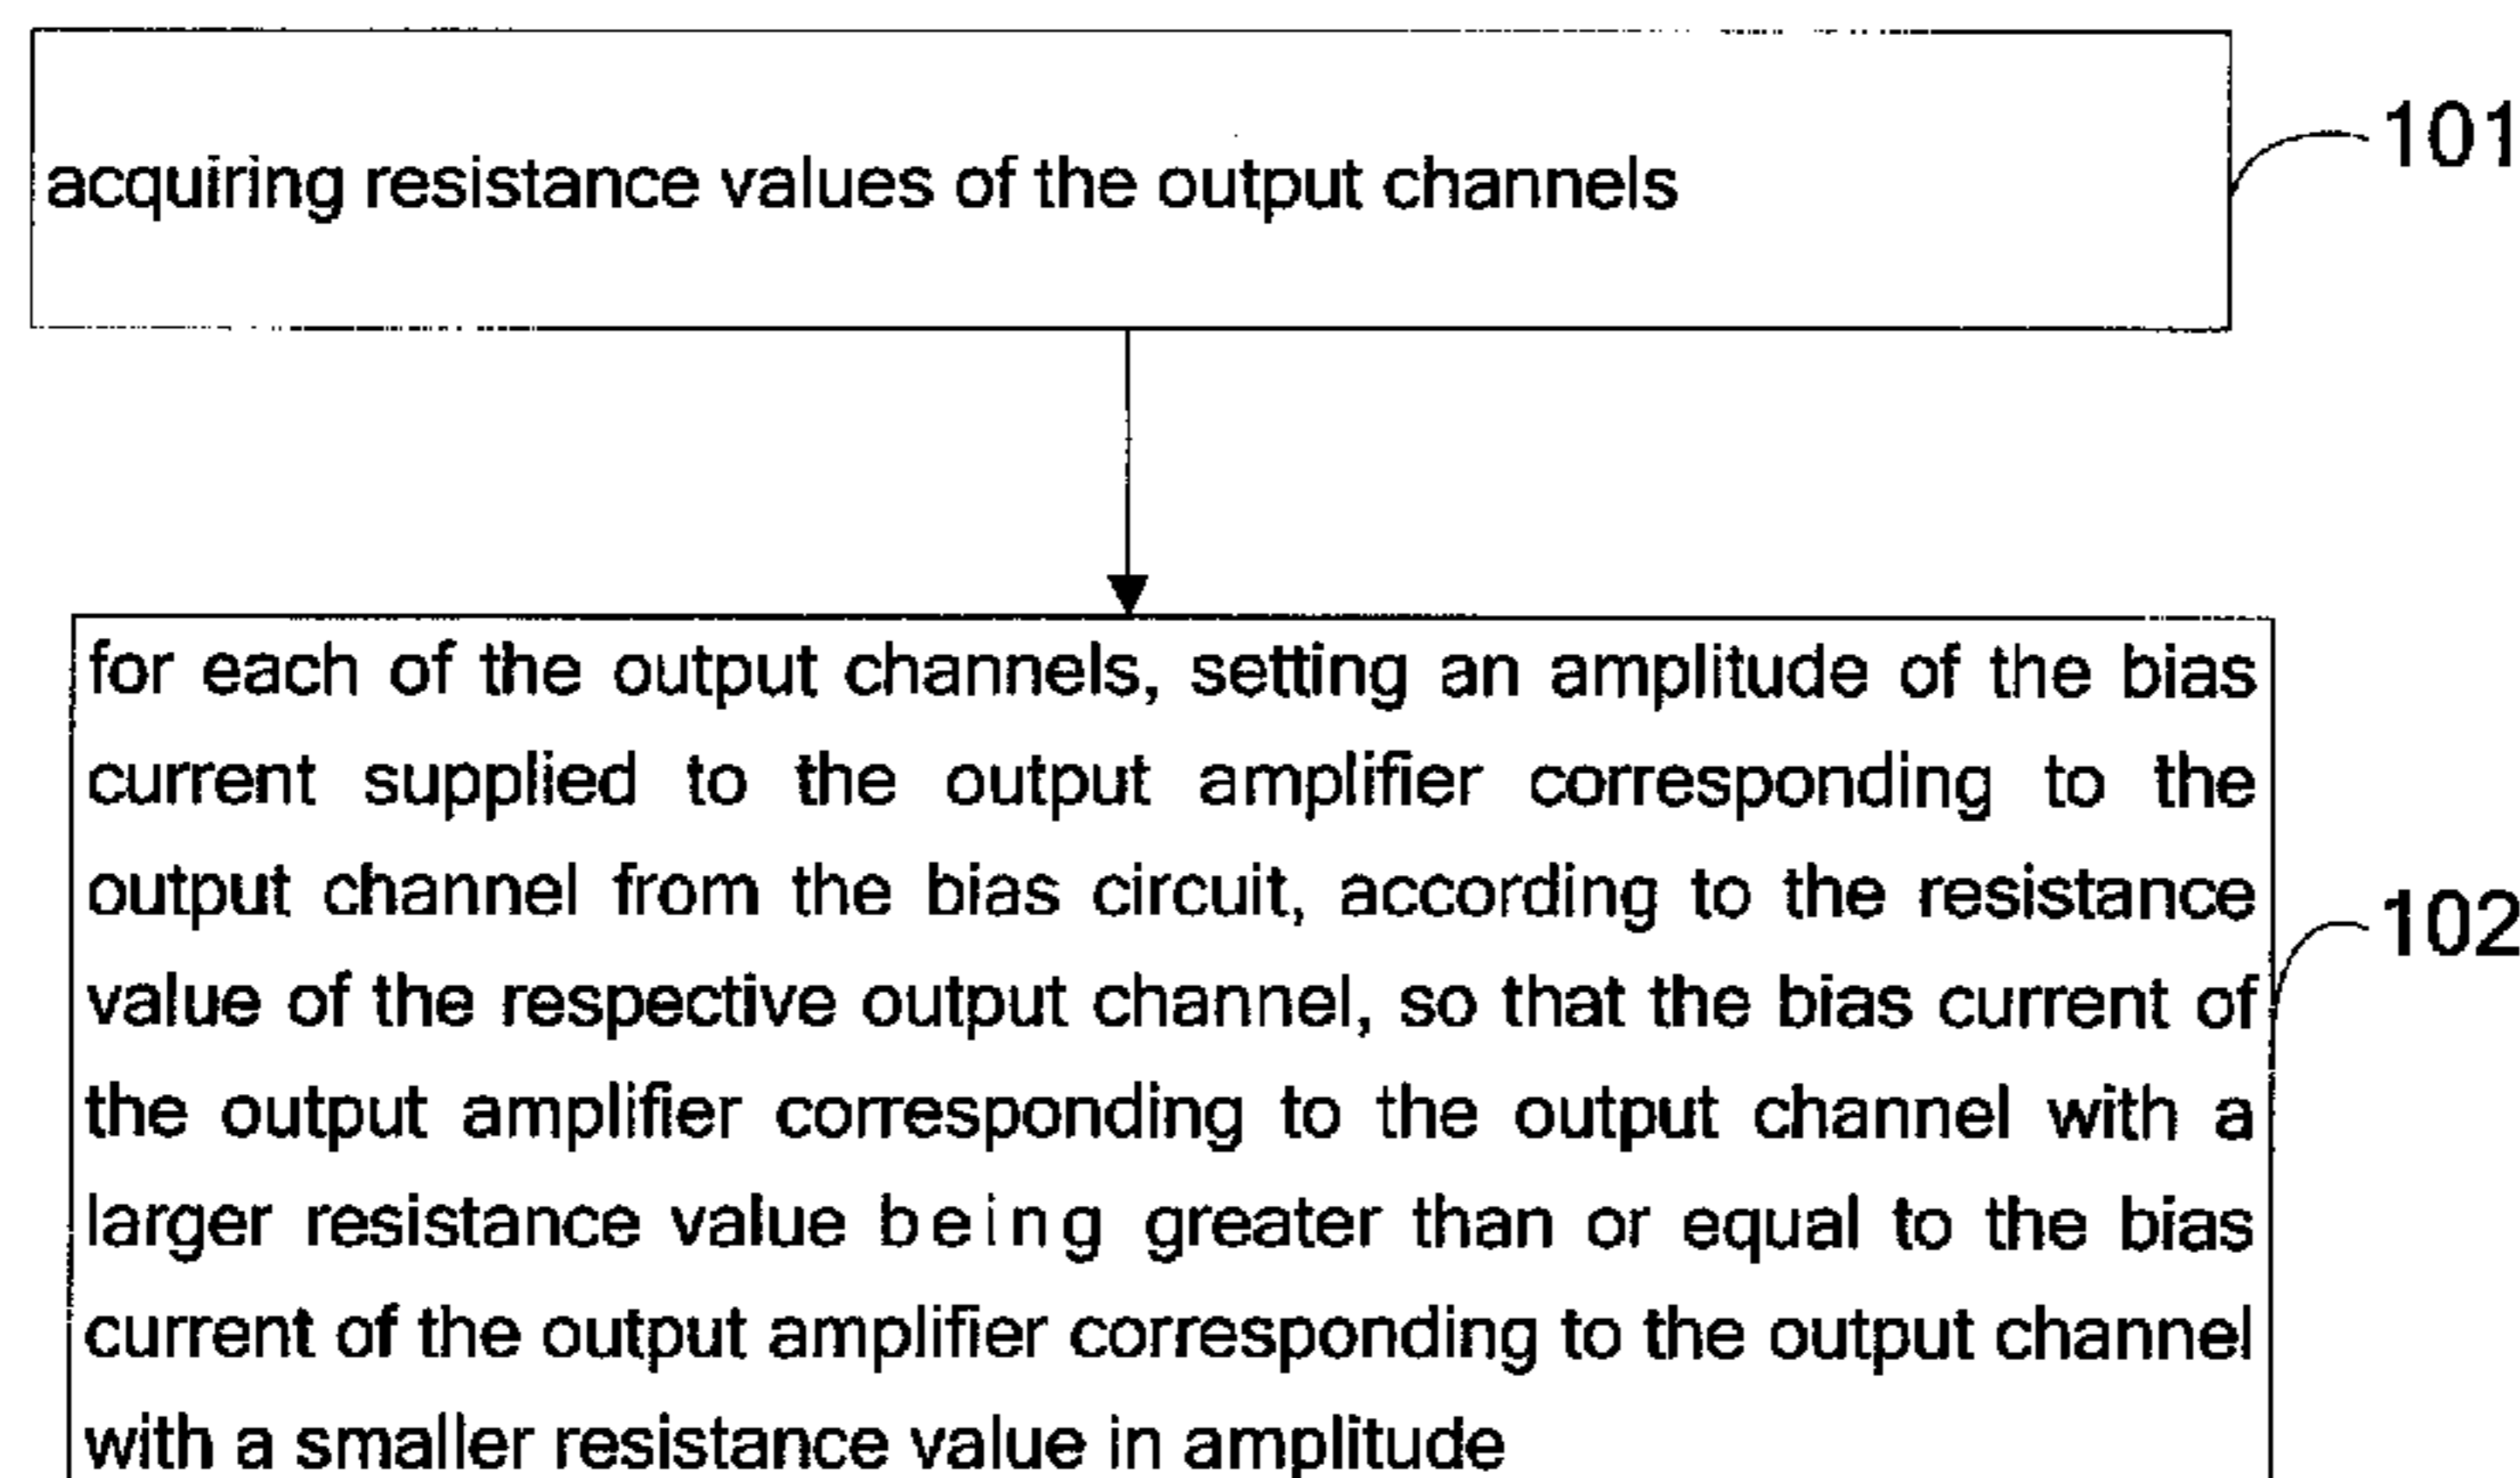 acquiring resistance values of the output channels
101
for each of the output channels, setting an amplitude of the bias
current supplied to the output amplifier corresponding to the
output channel from the bias circuit, according to the resistance
102
value of the respective output channel, so that the bias current of
the output amplifier corresponding to the output channel with a
larger resistance value being greater than or equal to the bias
current of the output amplifier corresponding to the output channel
with a smaller resistance value in amplitude